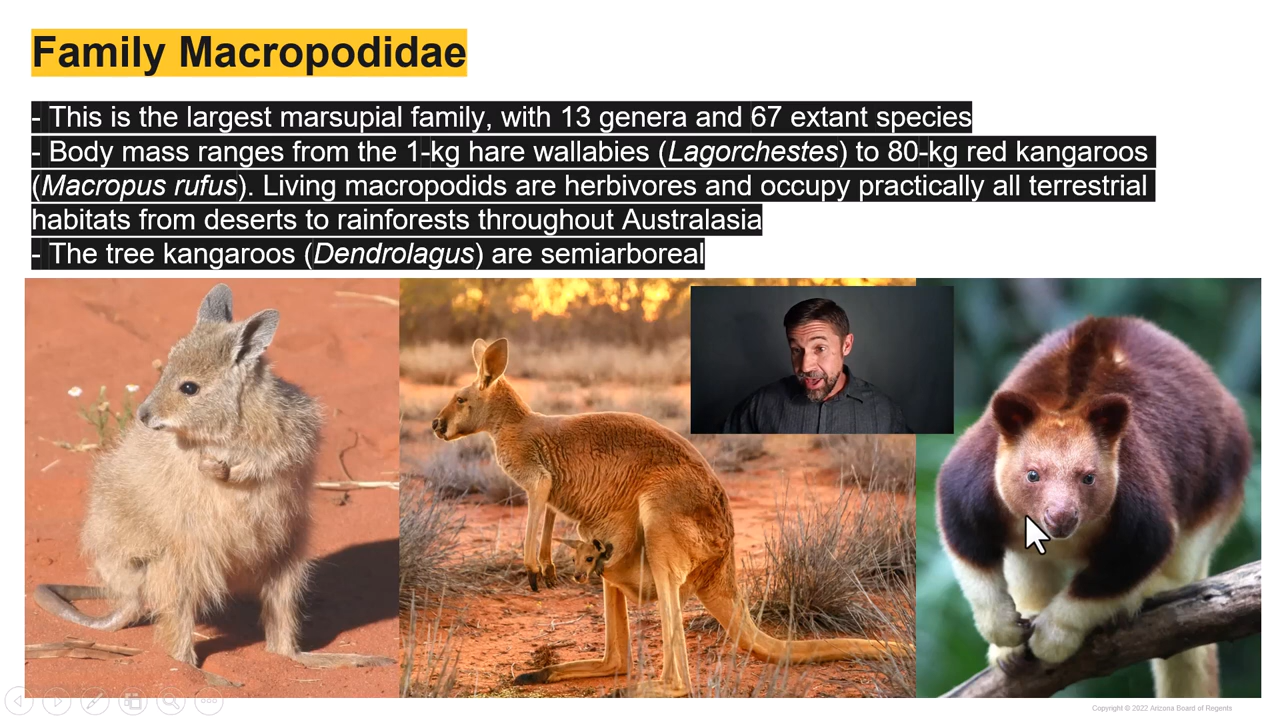 Family Macropodidae
- This is the largest marsupial family, with 13 genera and 67 extant species
- Body mass ranges from the 1-kg hare wallabies (Lagorchestes) to 80-kg red kangaroos
(Macropus rufus). Living macropodids are herbivores and occupy practically all terrestrial
habitats from deserts to rainforests throughout Australasia
- The tree kangaroos (Dendrolagus) are semiarboreal
Copyright © 2022 Arizona Board of Regents